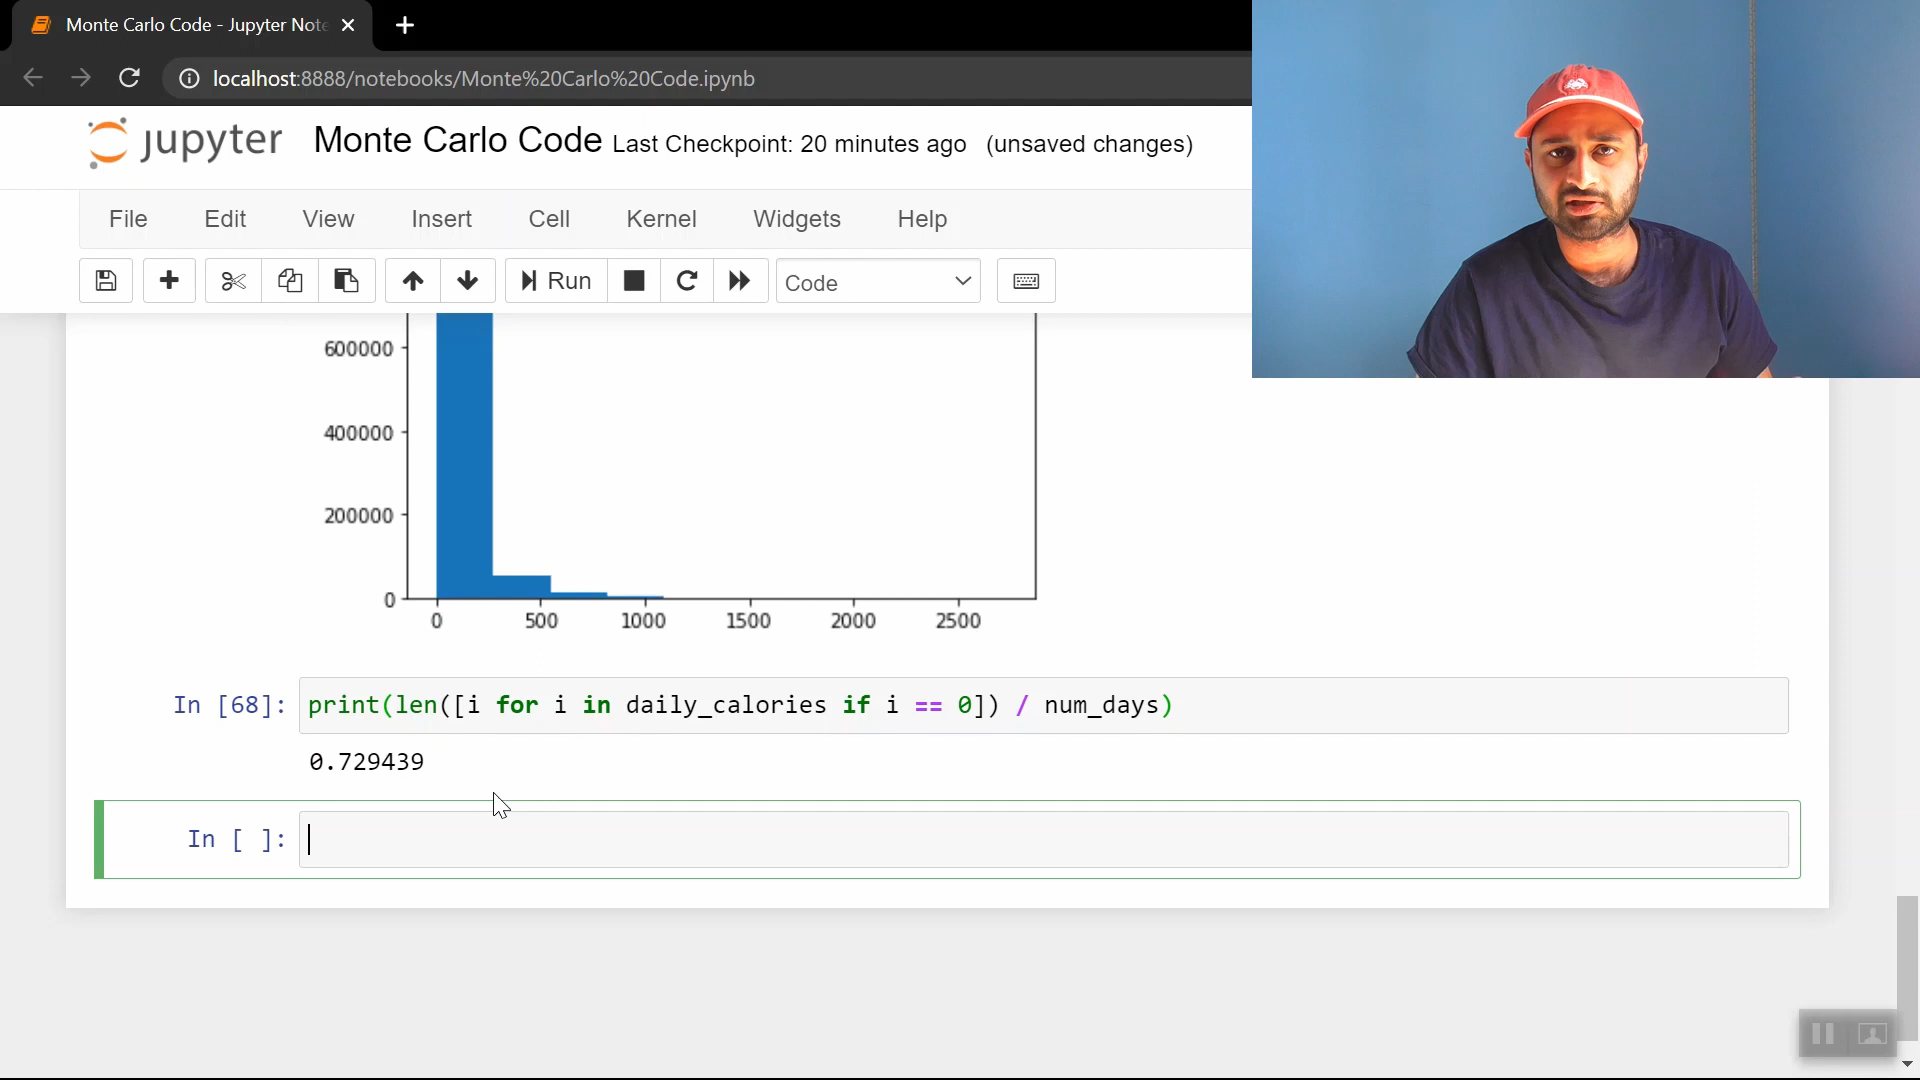 Monte Carlo Code - Jupyter Note
localhost:8888/notebooks/Monte%20Carlo%20Code.ipynb
jupyter Monte Carlo Code Last Checkpoint: 20 minutes ago (unsaved changes)
File Edit View Insert Cell Kernel Widgets Help
Run Code
600000
400000
200000
0
0 500 1000 1500 2000 2500
In [68]: print(len([i for i in daily_calories if i == 0]) / num_days)
0.729439
In [ ]: